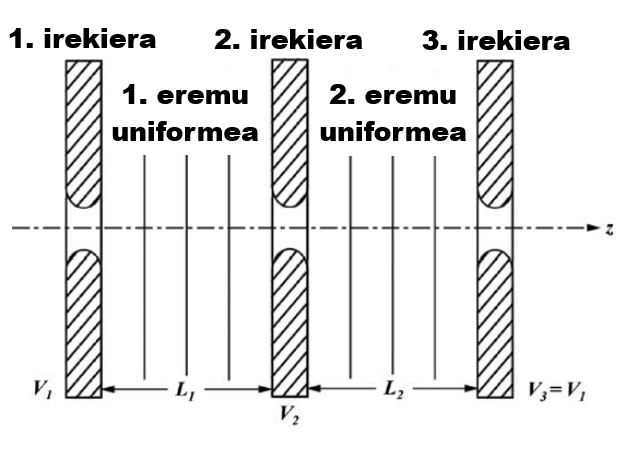 1. irekiera 2. irekiera 3. irekiera
1. eremu
uniformea
2. eremu
uniformea
z
V₁ L₁ L₂ V₃=V₁
V₂